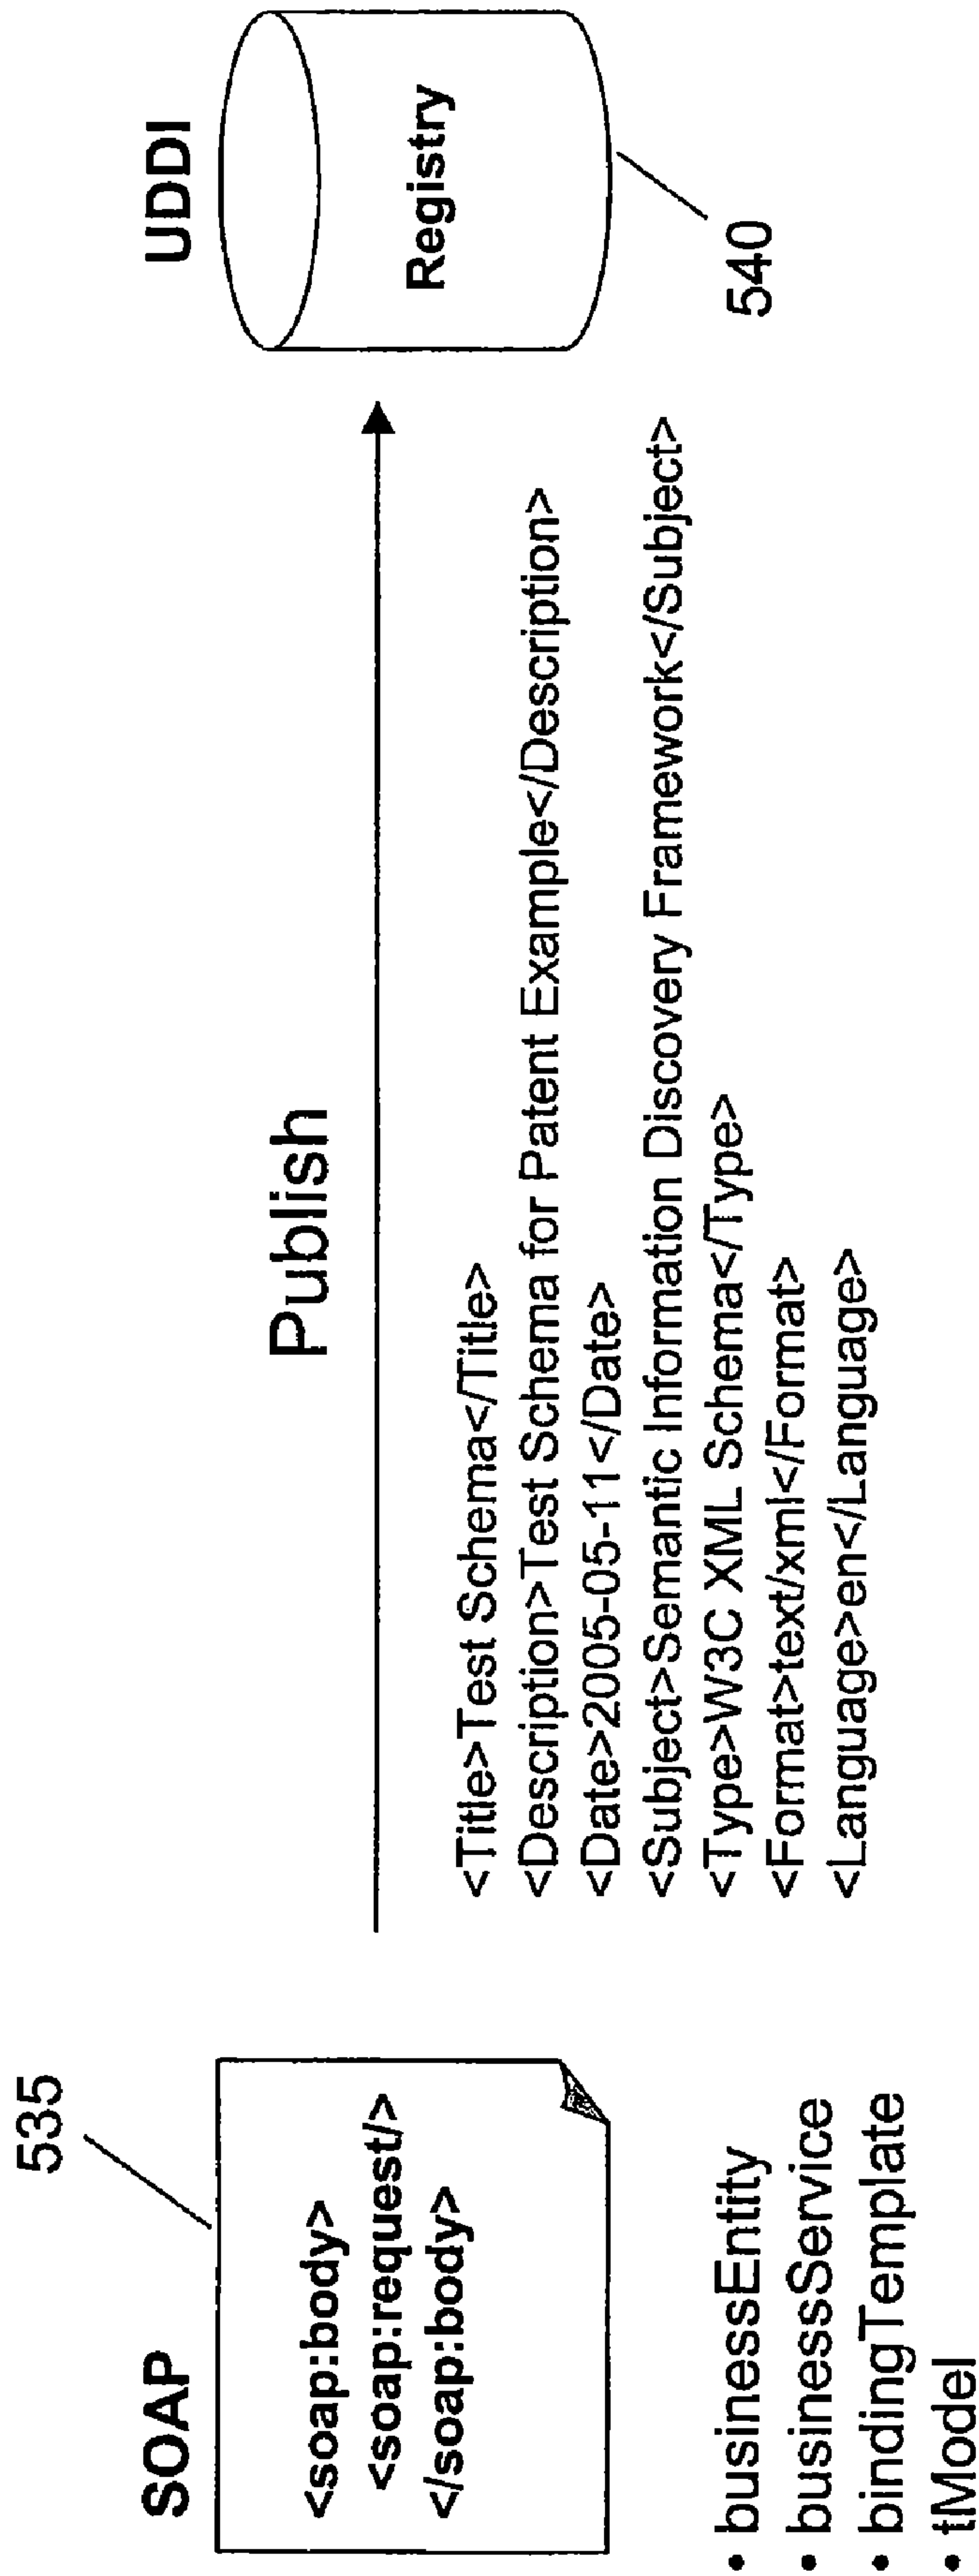 SOAP
535
<soap:body>
<soap:request/>
</soap:body>
• businessEntity
• businessService
• bindingTemplate
• tModel
Publish
<Title>Test Schema</Title>
<Description>Test Schema for Patent Example</Description>
<Date>2005-05-11</Date>
<Subject>Semantic Information Discovery Framework</Subject>
<Type>W3C XML Schema</Type>
<Format>text/xml</Format>
<Language>en</Language>
UDDI
Registry
540